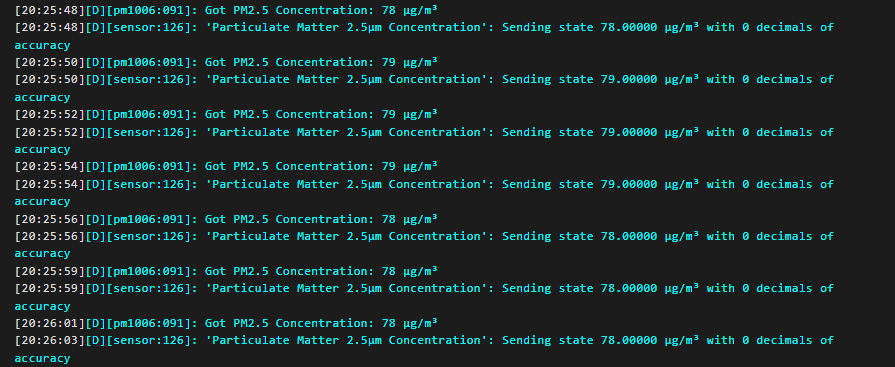 [20:25:48][D][pm1006:091]: Got PM2.5 Concentration: 78 µg/m³
[20:25:48][D][sensor:126]: 'Particulate Matter 2.5µm Concentration': Sending state 78.00000 µg/m³ with 0 decimals of
accuracy
[20:25:50][D][pm1006:091]: Got PM2.5 Concentration: 79 µg/m³
[20:25:50][D][sensor:126]: 'Particulate Matter 2.5µm Concentration': Sending state 79.00000 µg/m³ with 0 decimals of
accuracy
[20:25:52][D][pm1006:091]: Got PM2.5 Concentration: 79 µg/m³
[20:25:52][D][sensor:126]: 'Particulate Matter 2.5µm Concentration': Sending state 79.00000 µg/m³ with 0 decimals of
accuracy
[20:25:54][D][pm1006:091]: Got PM2.5 Concentration: 79 µg/m³
[20:25:54][D][sensor:126]: 'Particulate Matter 2.5µm Concentration': Sending state 79.00000 µg/m³ with 0 decimals of
accuracy
[20:25:56][D][pm1006:091]: Got PM2.5 Concentration: 78 µg/m³
[20:25:56][D][sensor:126]: 'Particulate Matter 2.5µm Concentration': Sending state 78.00000 µg/m³ with 0 decimals of
accuracy
[20:25:59][D][pm1006:091]: Got PM2.5 Concentration: 78 µg/m³
[20:25:59][D][sensor:126]: 'Particulate Matter 2.5µm Concentration': Sending state 78.00000 µg/m³ with 0 decimals of
accuracy
[20:26:01][D][pm1006:091]: Got PM2.5 Concentration: 78 µg/m³
[20:26:03][D][sensor:126]: 'Particulate Matter 2.5µm Concentration': Sending state 78.00000 µg/m³ with 0 decimals of
accuracy